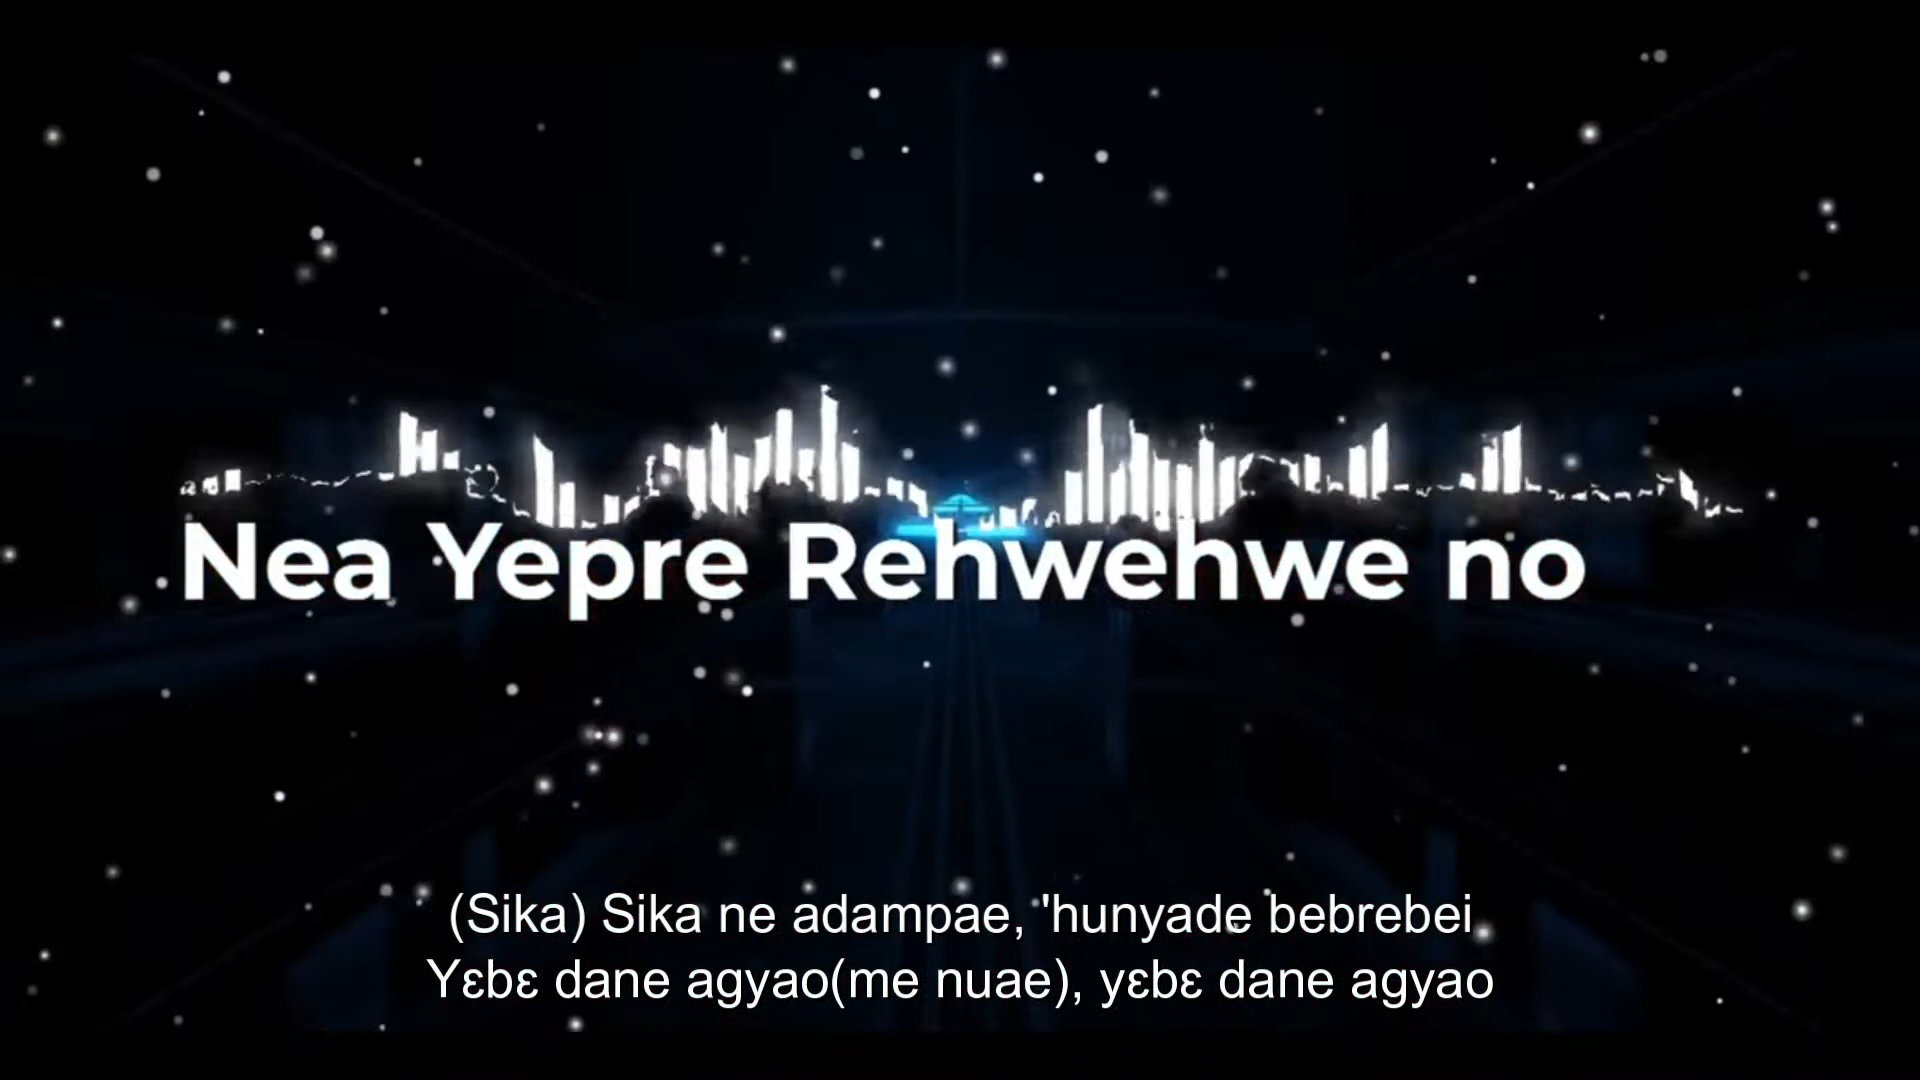 Nea Yepre Rehwehwe no
(Sika) Sika ne adampae, 'hunyade bebrebei
Yɛbɛ dane agyao(me nuae), yɛbɛ dane agyao